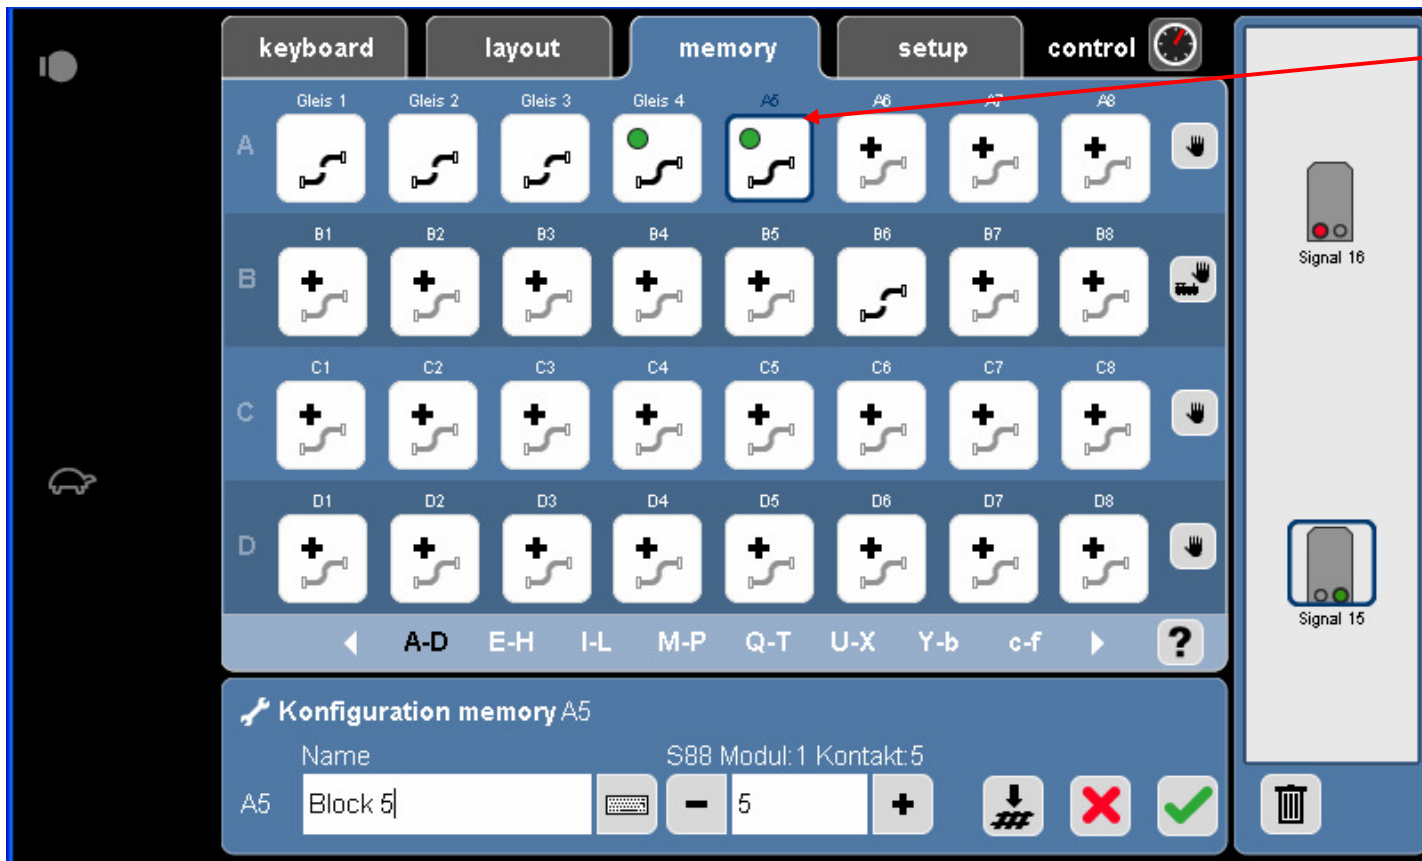 keyboard layout memory setup control
Gleis 1 Gleis 2 Gleis 3 Gleis 4 A5 A6 A7 A8
A
B1 B2 B3 B4 B5 B6 B7 B8
B
C1 C2 C3 C4 C5 C6 C7 C8
C
D1 D2 D3 D4 D5 D6 D7 D8
D
A-D E-H I-L M-P Q-T U-X Y-b c-f ?
Konfiguration memory A5
Name S88 Modul:1 Kontakt:5
A5 Block 5 5
Signal 16
Signal 15